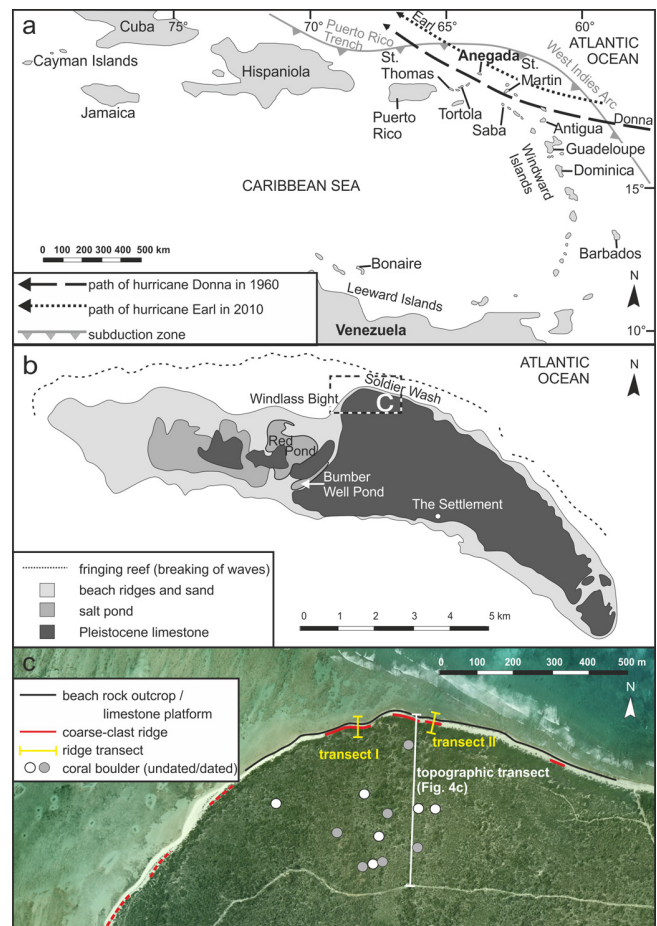 a
75°
70°
65°
60°
Cuba
Cayman Islands
Jamaica
Hispaniola
Puerto Rico
Trench
Earl
St.
Thomas
Puerto
Rico
Tortola
Anegada
St.
Martin
Saba
West Indies Arc
ATLANTIC
OCEAN
Donna
Antigua
Guadeloupe
Dominica
Windward
Islands
15°
CARIBBEAN SEA
Barbados
0 100 200 300 400 500 km
Bonaire
Leeward Islands
Venezuela
N
10°
path of hurricane Donna in 1960
path of hurricane Earl in 2010
subduction zone
b
ATLANTIC
OCEAN
N
Windlass Bight
Soldier Wash
C
Red
Pond
Bumber
Well Pond
The Settlement
fringing reef (breaking of waves)
beach ridges and sand
salt pond
Pleistocene limestone
0 1 2 3 4 5 km
c
0 100 200 300 400 500 m
N
beach rock outcrop /
limestone platform
coarse-clast ridge
ridge transect
coral boulder (undated/dated)
transect I
transect II
topographic transect
(Fig. 4c)